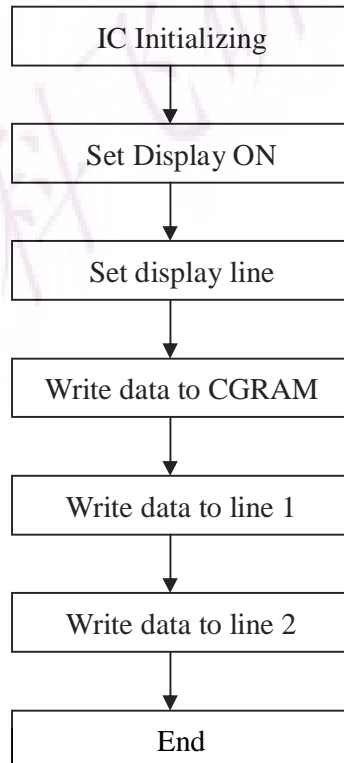 IC Initializing
Set Display ON
Set display line
Write data to CGRAM
Write data to line 1
Write data to line 2
End